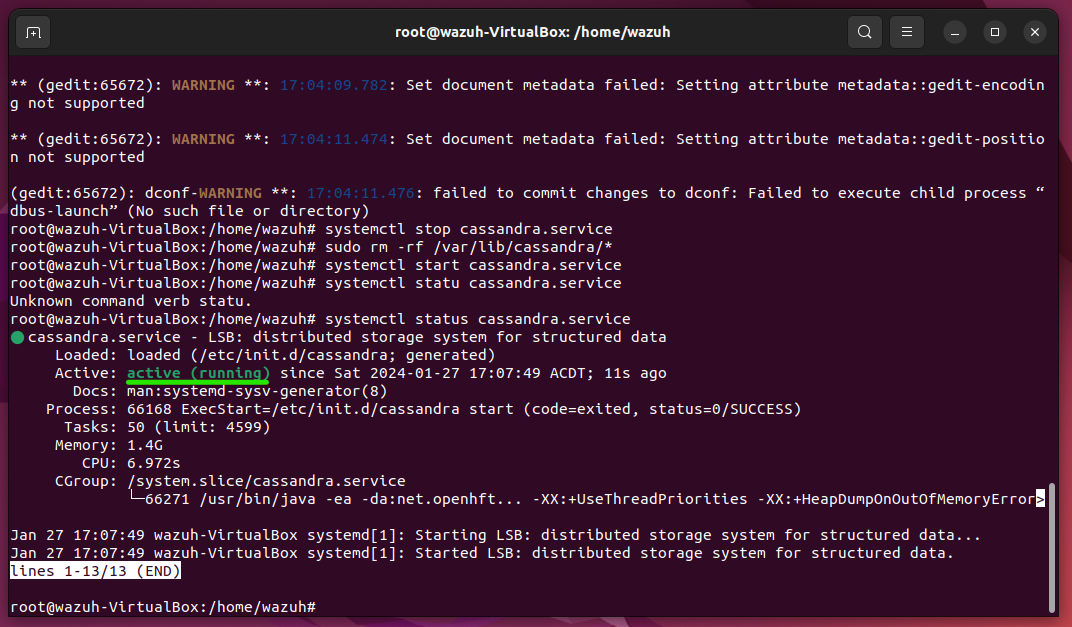 root@wazuh-VirtualBox: /home/wazuh
** (gedit:65672): WARNING **: 17:04:09.782: Set document metadata failed: Setting attribute metadata::gedit-encodin
g not supported
** (gedit:65672): WARNING **: 17:04:11.474: Set document metadata failed: Setting attribute metadata::gedit-positio
n not supported
(gedit:65672): dconf-WARNING **: 17:04:11.476: failed to commit changes to dconf: Failed to execute child process “
dbus-launch” (No such file or directory)
root@wazuh-VirtualBox:/home/wazuh# systemctl stop cassandra.service
root@wazuh-VirtualBox:/home/wazuh# sudo rm -rf /var/lib/cassandra/*
root@wazuh-VirtualBox:/home/wazuh# systemctl start cassandra.service
root@wazuh-VirtualBox:/home/wazuh# systemctl statu cassandra.service
Unknown command verb statu.
root@wazuh-VirtualBox:/home/wazuh# systemctl status cassandra.service
● cassandra.service - LSB: distributed storage system for structured data
Loaded: loaded (/etc/init.d/cassandra; generated)
Active: active (running) since Sat 2024-01-27 17:07:49 ACDT; 11s ago
Docs: man:systemd-sysv-generator(8)
Process: 66168 ExecStart=/etc/init.d/cassandra start (code=exited, status=0/SUCCESS)
Tasks: 50 (limit: 4599)
Memory: 1.4G
CPU: 6.972s
CGroup: /system.slice/cassandra.service
└─66271 /usr/bin/java -ea -da:net.openhft... -XX:+UseThreadPriorities -XX:+HeapDumpOnOutOfMemoryError>
Jan 27 17:07:49 wazuh-VirtualBox systemd[1]: Starting LSB: distributed storage system for structured data...
Jan 27 17:07:49 wazuh-VirtualBox systemd[1]: Started LSB: distributed storage system for structured data.
lines 1-13/13 (END)
root@wazuh-VirtualBox:/home/wazuh#